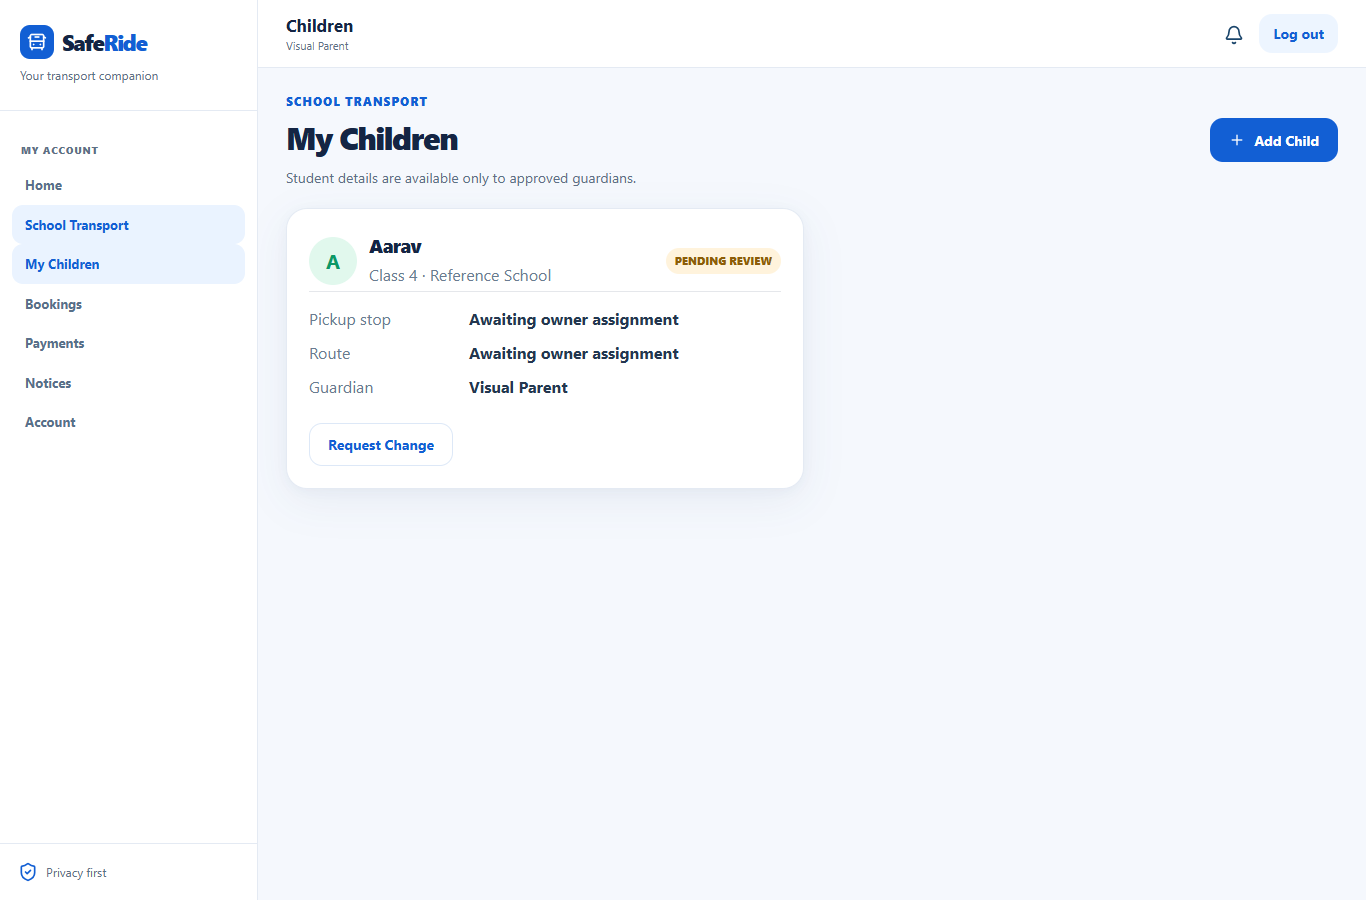 SafeRide
Your transport companion
MY ACCOUNT
Home
School Transport
My Children
Bookings
Payments
Notices
Account
Privacy first
Children
Visual Parent
Log out
SCHOOL TRANSPORT
My Children
Student details are available only to approved guardians.
+ Add Child
A
Aarav
Class 4 · Reference School
PENDING REVIEW
Pickup stop Awaiting owner assignment
Route Awaiting owner assignment
Guardian Visual Parent
Request Change